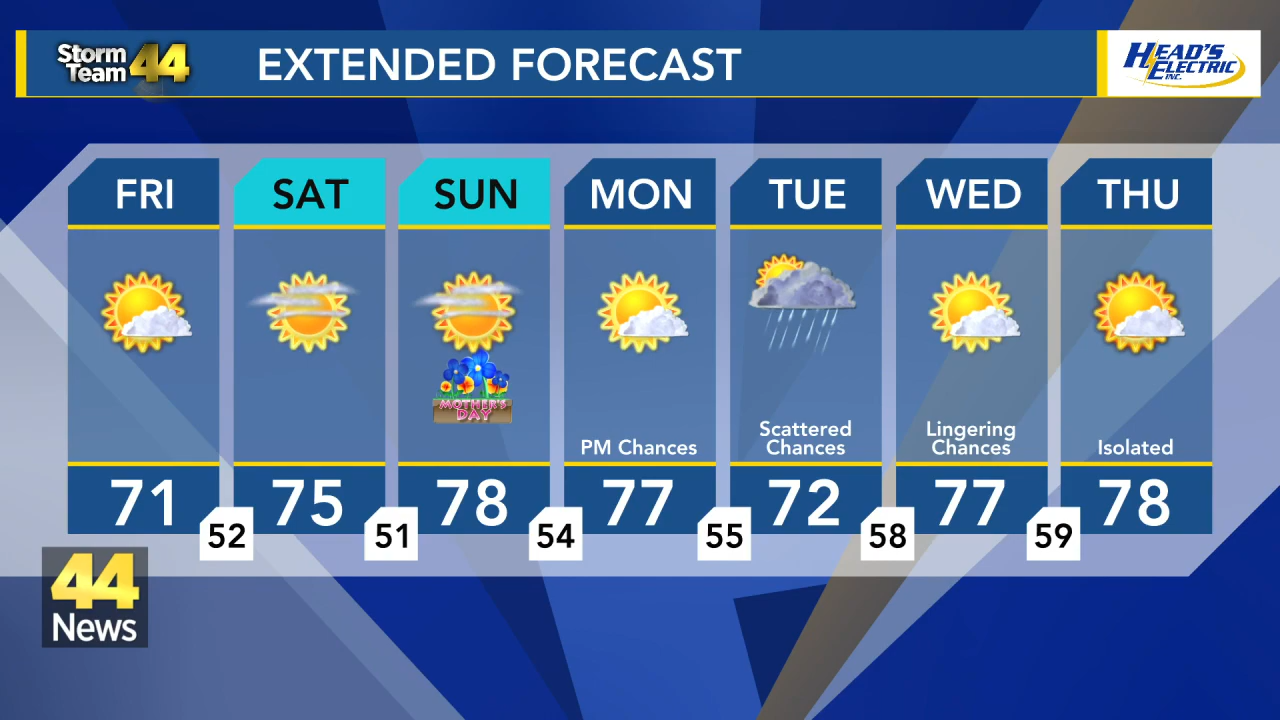 Storm
Team 44
EXTENDED FORECAST
HEAD'S
ELECTRIC
INC.
FRI
SAT
SUN
MON
TUE
WED
THU
MOTHER'S
DAY
PM Chances
Scattered
Chances
Lingering
Chances
Isolated
71
75
78
77
72
77
78
52
51
54
55
58
59
44
News